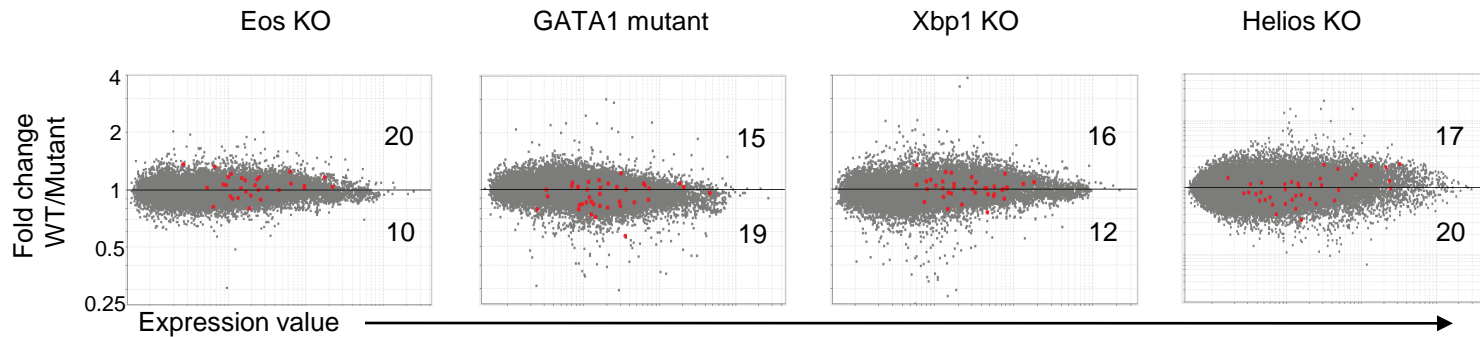 Eos KO
GATA1 mutant
Xbp1 KO
Helios KO
Fold change
WT/Mutant
4
2
1
0.5
0.25
20
10
15
19
16
12
17
20
Expression value